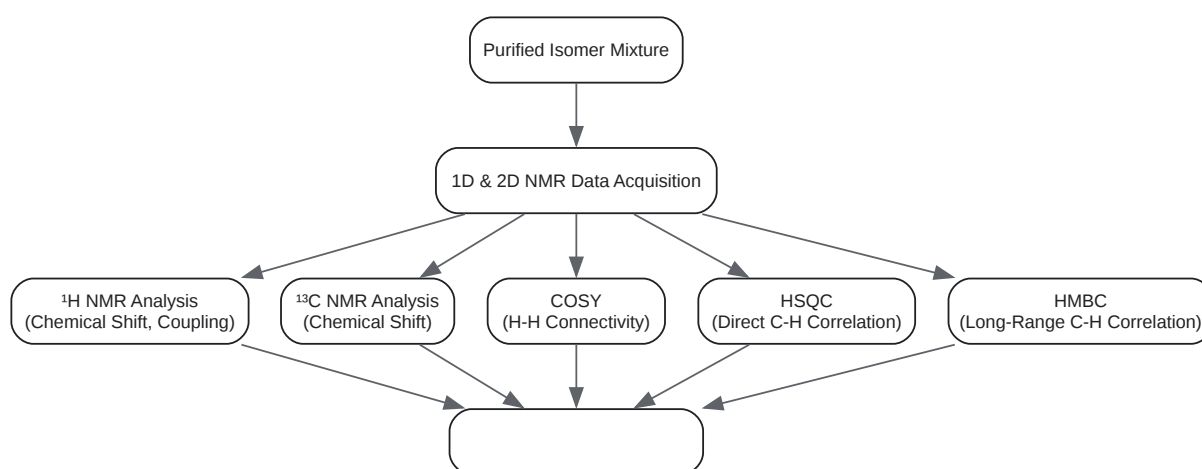 Purified Isomer Mixture
1D & 2D NMR Data Acquisition
¹H NMR Analysis
(Chemical Shift, Coupling)
¹³C NMR Analysis
(Chemical Shift)
COSY
(H-H Connectivity)
HSQC
(Direct C-H Correlation)
HMBC
(Long-Range C-H Correlation)